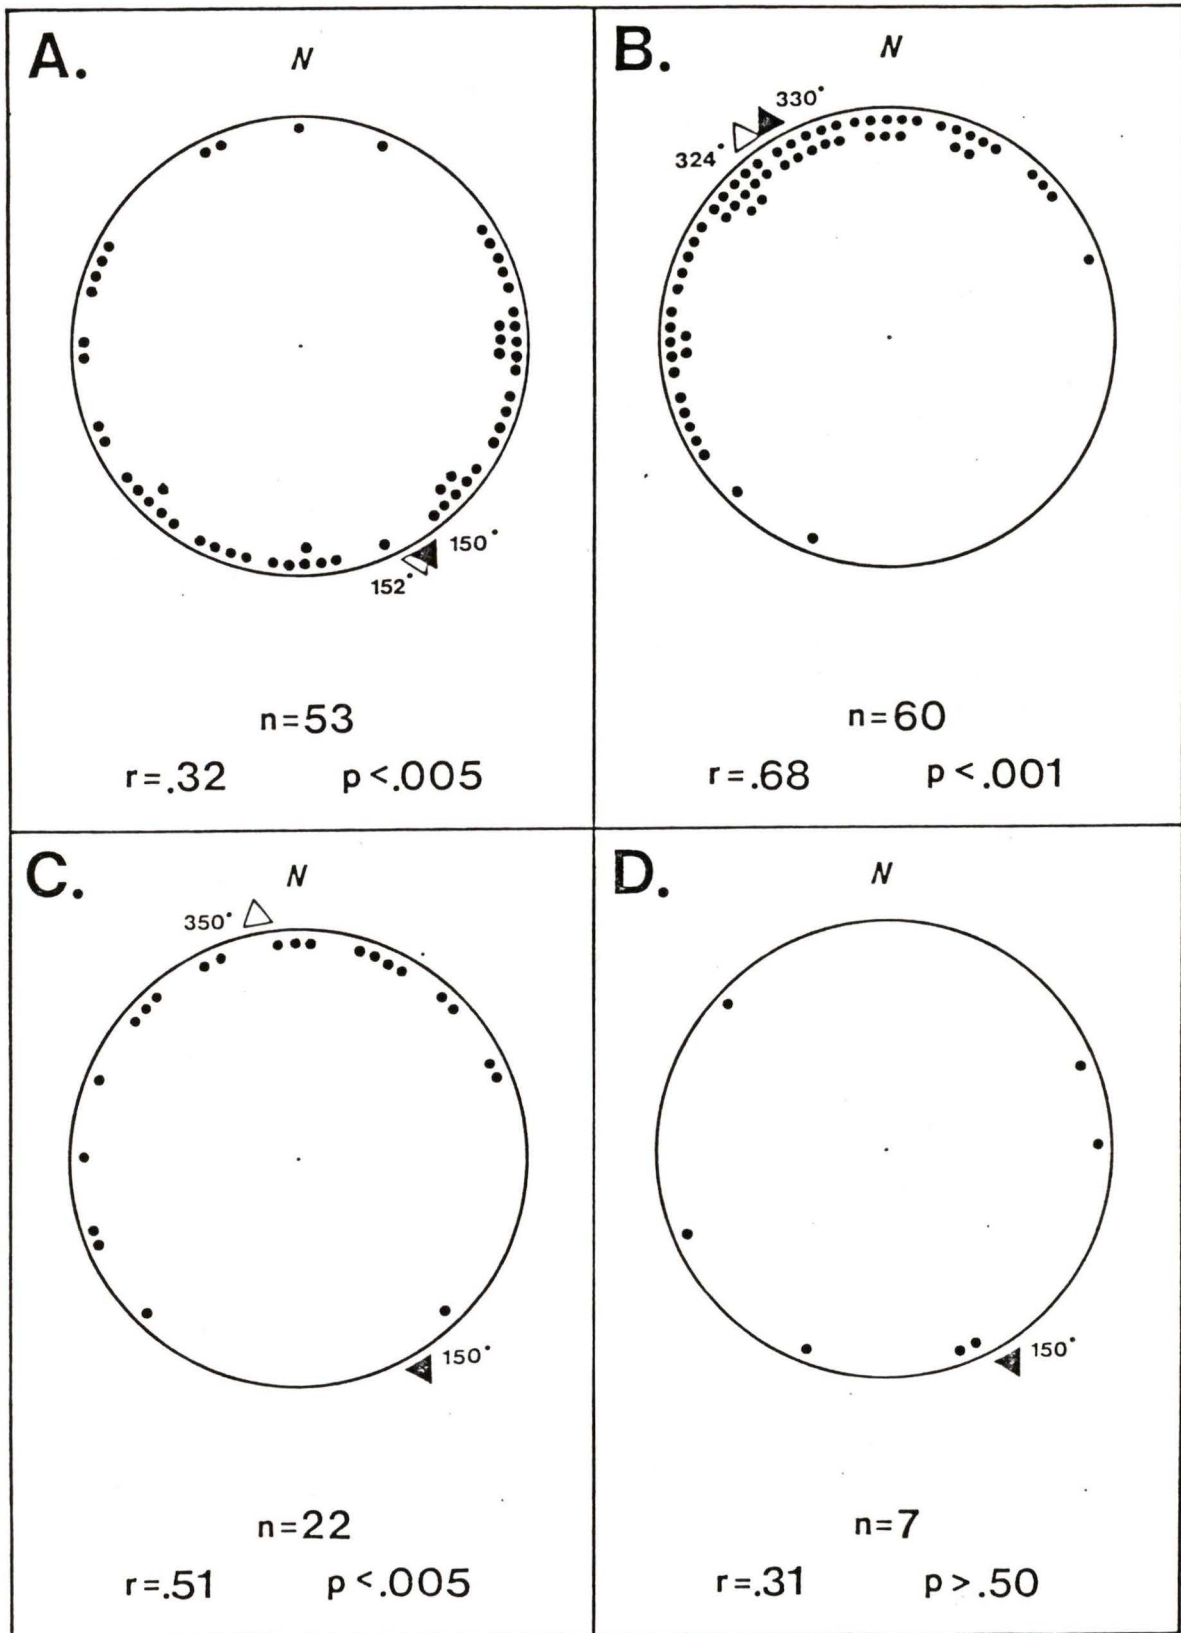 A.
N
150°
152°
n=53
r=.32 p<.005
B.
N
330°
324°
n=60
r=.68 p<.001
C.
N
350°
150°
n=22
r=.51 p<.005
D.
N
150°
n=7
r=.31 p>.50